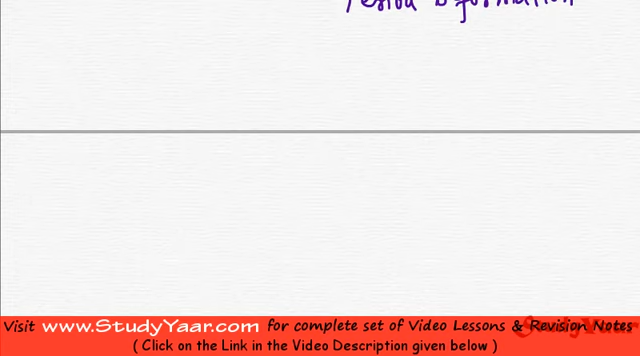 Visit www.StudyYaar.com for complete set of Video Lessons & Revision Notes
( Click on the Link in the Video Description given below )
StudyYaar